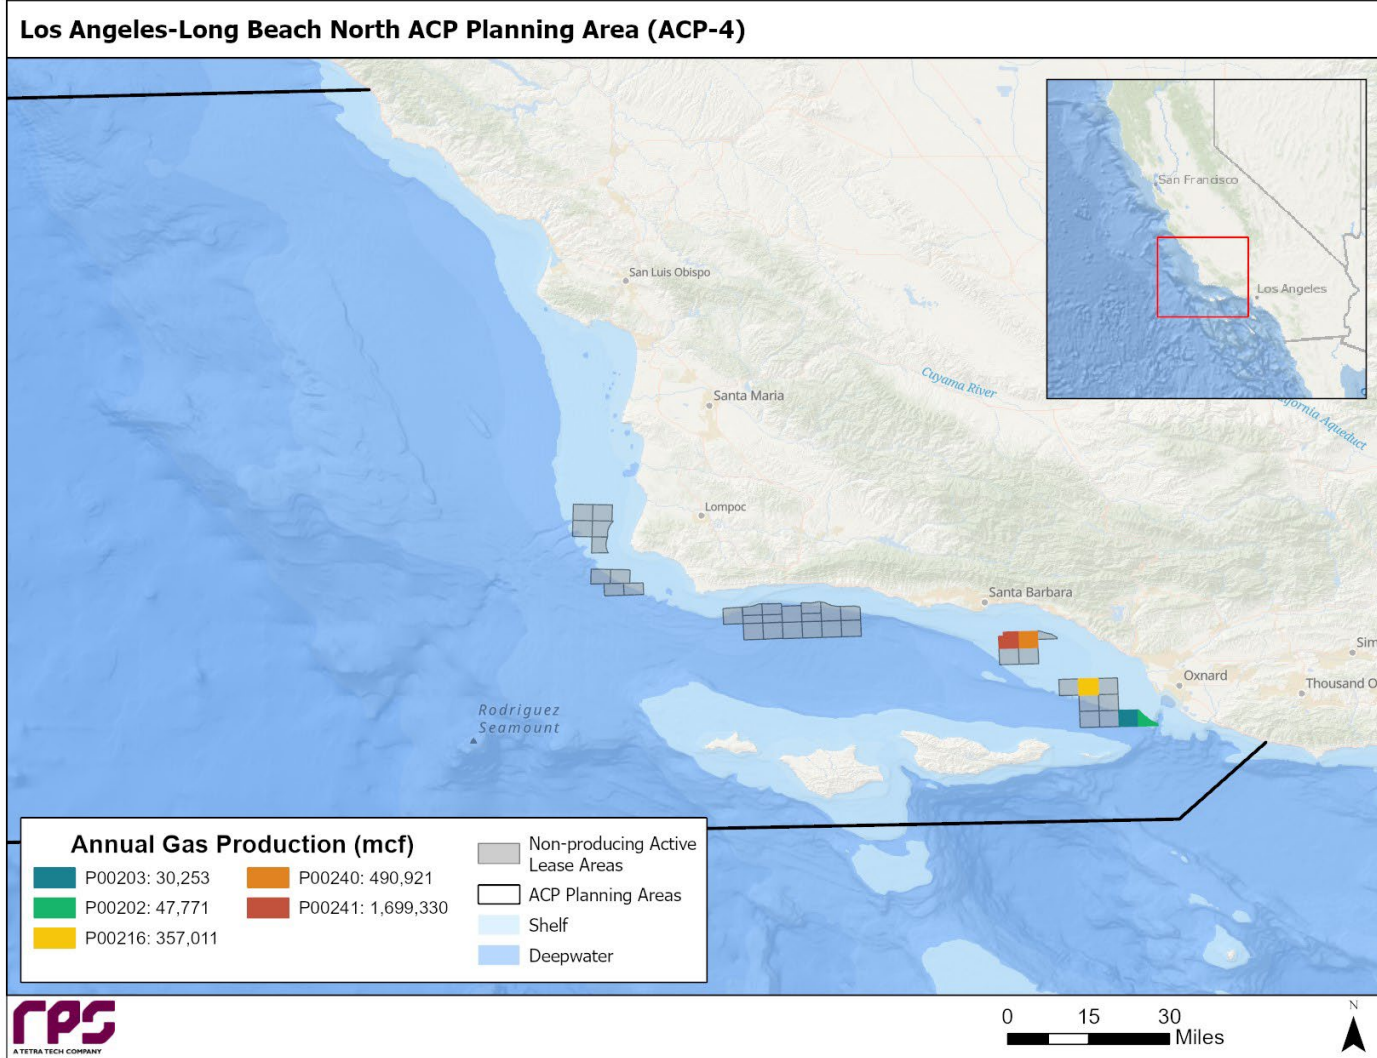 Los Angeles-Long Beach North ACP Planning Area (ACP-4)
San Francisco
Los Angeles
San Luis Obispo
Cuyama River
Santa Maria
Aqueduct
Lompoc
Santa Barbara
Oxnard
Sim
Thousand O
Rodriguez
Seamount
Annual Gas Production (mcf)
P00203: 30,253
P00202: 47,771
P00216: 357,011
P00240: 490,921
P00241: 1,699,330
Non-producing Active
Lease Areas
ACP Planning Areas
Shelf
Deepwater
rps
A TETRA TECH COMPANY
0 15 30
Miles
N